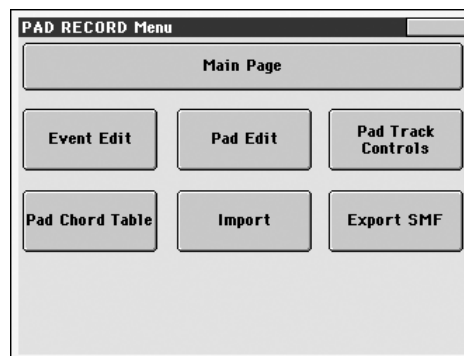 PAD RECORD Menu
Main Page
Event Edit
Pad Edit
Pad Track
Controls
Pad Chord Table
Import
Export SMF